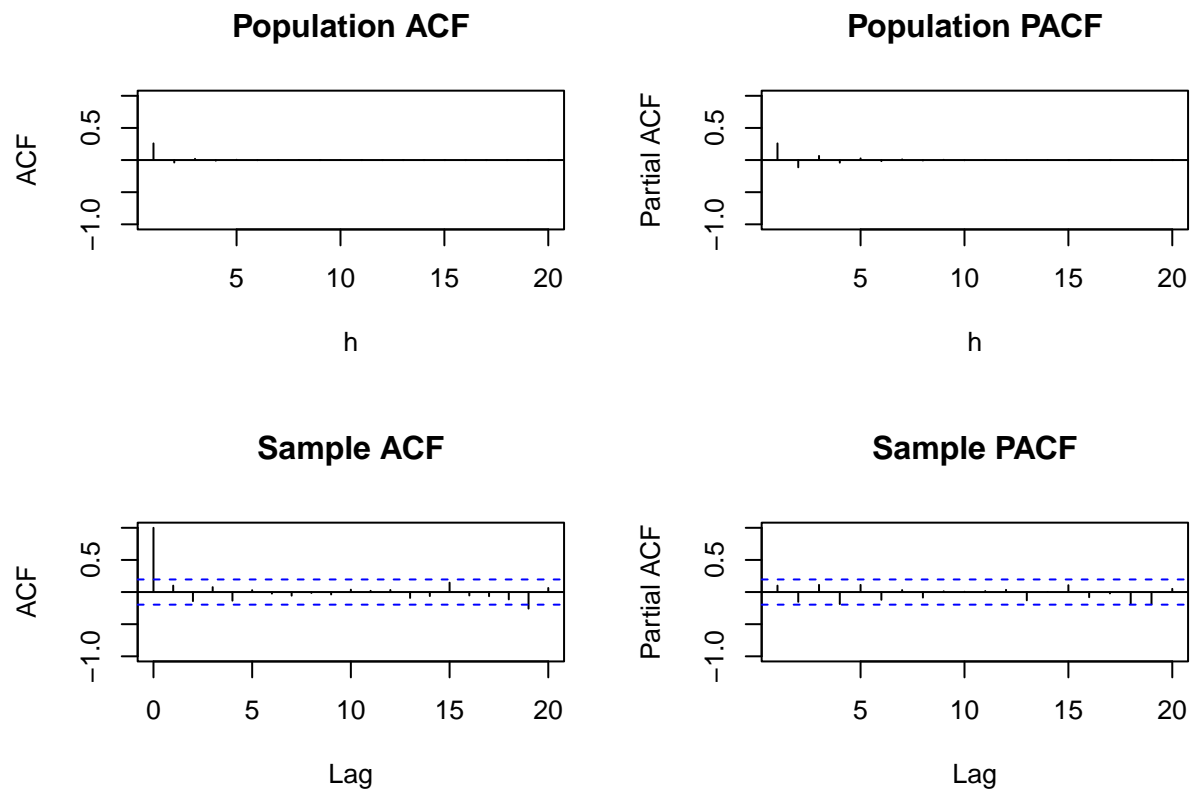 Population ACF
ACF
0.5
−1.0
5 10 15 20
h
Population PACF
Partial ACF
0.5
−1.0
5 10 15 20
h
Sample ACF
ACF
0.5
−1.0
0 5 10 15 20
Lag
Sample PACF
Partial ACF
0.5
−1.0
5 10 15 20
Lag